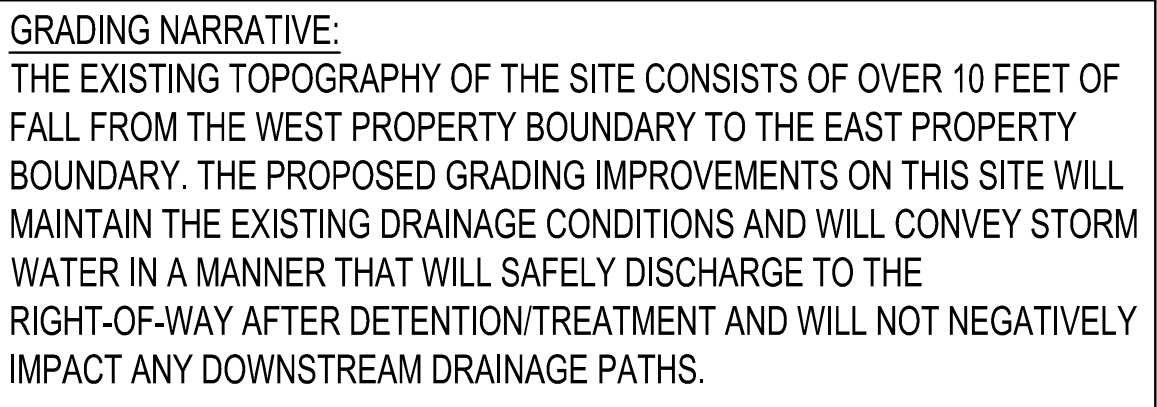 GRADING NARRATIVE:
THE EXISTING TOPOGRAPHY OF THE SITE CONSISTS OF OVER 10 FEET OF
FALL FROM THE WEST PROPERTY BOUNDARY TO THE EAST PROPERTY
BOUNDARY. THE PROPOSED GRADING IMPROVEMENTS ON THIS SITE WILL
MAINTAIN THE EXISTING DRAINAGE CONDITIONS AND WILL CONVEY STORM
WATER IN A MANNER THAT WILL SAFELY DISCHARGE TO THE
RIGHT-OF-WAY AFTER DETENTION/TREATMENT AND WILL NOT NEGATIVELY
IMPACT ANY DOWNSTREAM DRAINAGE PATHS.